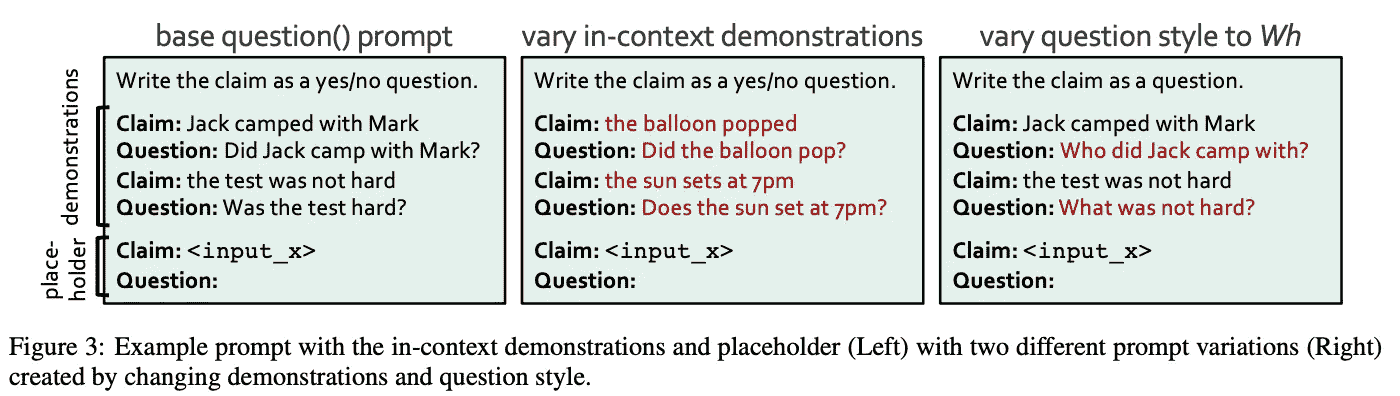 base question() prompt
vary in-context demonstrations
vary question style to Wh
demonstrations
place-
holder
Write the claim as a yes/no question.
Claim: Jack camped with Mark
Question: Did Jack camp with Mark?
Claim: the test was not hard
Question: Was the test hard?
Claim: <input_x>
Question:
Write the claim as a yes/no question.
Claim: the balloon popped
Question: Did the balloon pop?
Claim: the sun sets at 7pm
Question: Does the sun set at 7pm?
Claim: <input_x>
Question:
Write the claim as a question.
Claim: Jack camped with Mark
Question: Who did Jack camp with?
Claim: the test was not hard
Question: What was not hard?
Claim: <input_x>
Question:
Figure 3: Example prompt with the in-context demonstrations and placeholder (Left) with two different prompt variations (Right)
created by changing demonstrations and question style.